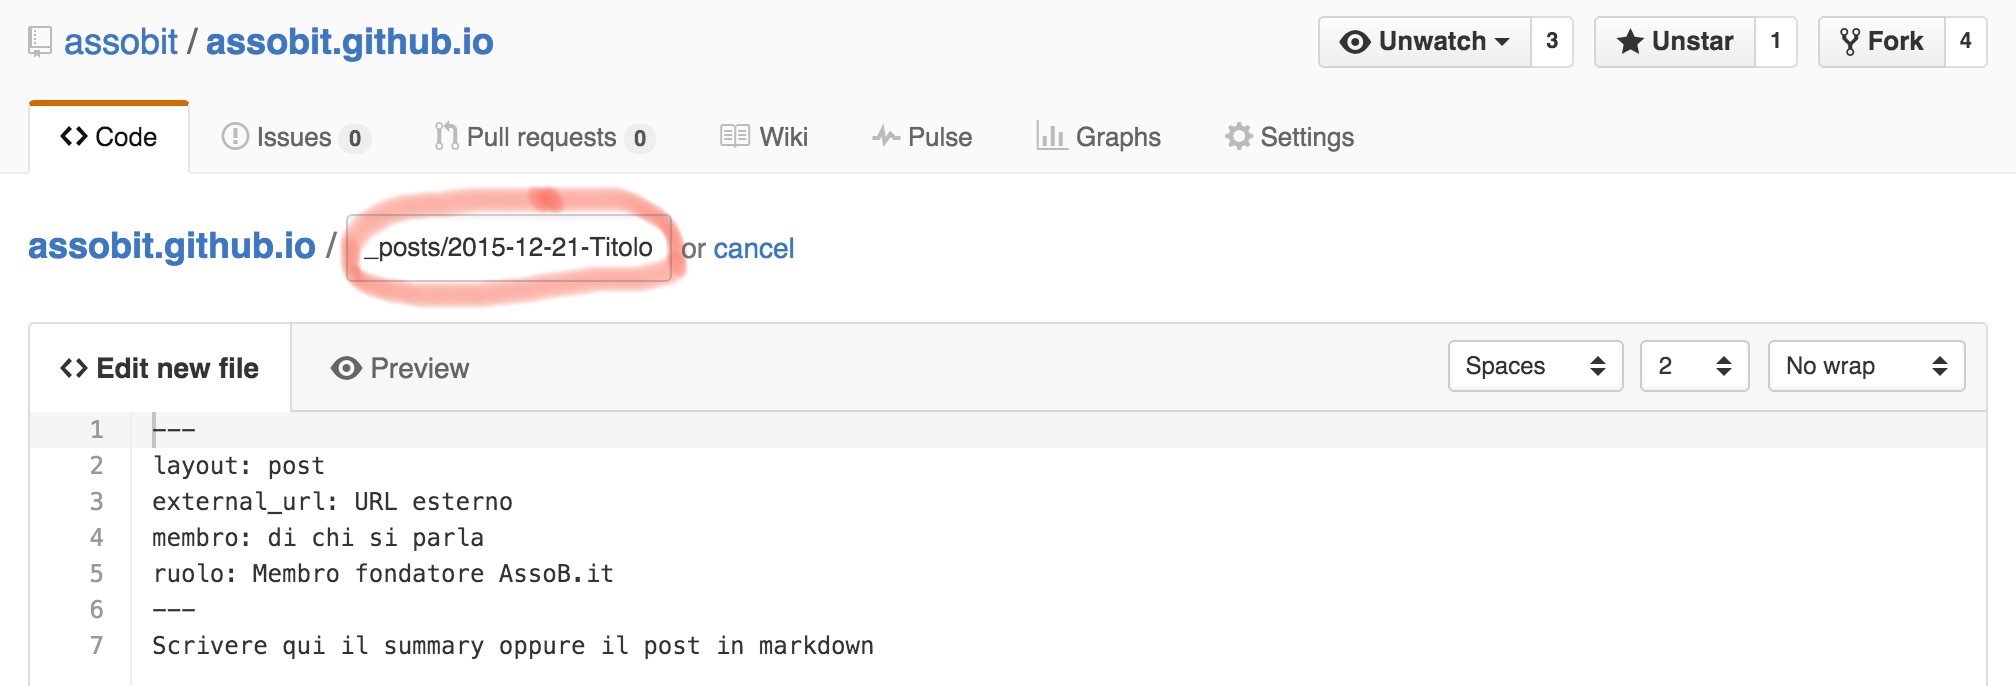 assobit / assobit.github.io Unwatch 3 Unstar 1 Fork 4
Code Issues 0 Pull requests 0 Wiki Pulse Graphs Settings
assobit.github.io / _posts/2015-12-21-Titolo or cancel
Edit new file Preview Spaces 2 No wrap
1 ---
2 layout: post
3 external_url: URL esterno
4 membro: di chi si parla
5 ruolo: Membro fondatore AssoB.it
6 ---
7 Scrivere qui il summary oppure il post in markdown